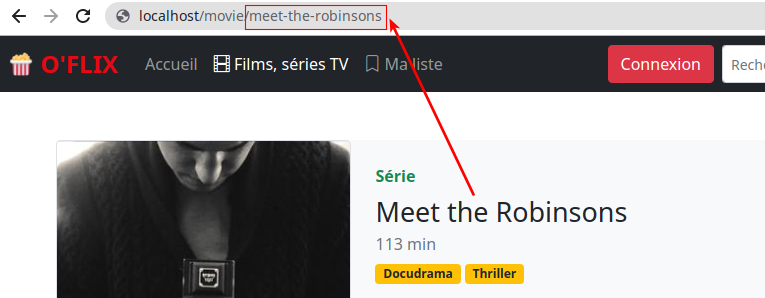 localhost/movie/meet-the-robinsons
O'FLIX Accueil Films, séries TV Ma liste Connexion Reche
Série
Meet the Robinsons
113 min
Docudrama Thriller